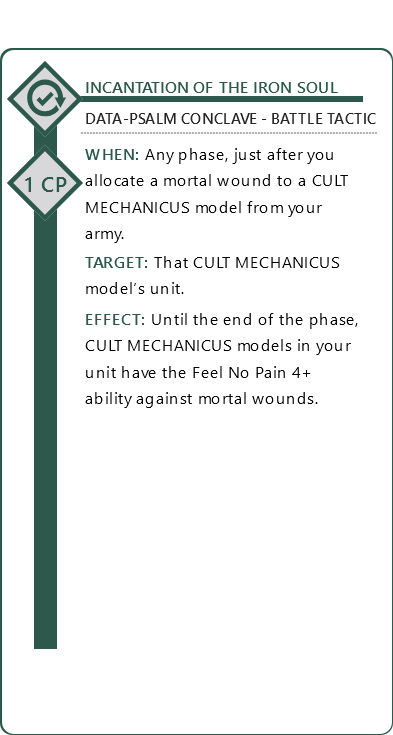 INCANTATION OF THE IRON SOUL
DATA-PSALM CONCLAVE - BATTLE TACTIC
WHEN: Any phase, just after you
allocate a mortal wound to a CULT
MECHANICUS model from your
army.
1 CP
TARGET: That CULT MECHANICUS
model's unit.
EFFECT: Until the end of the phase,
CULT MECHANICUS models in your
unit have the Feel No Pain 4+
ability against mortal wounds.